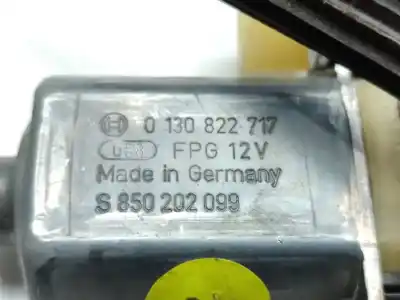 0 130 822 717
FPG 12V
Made in Germany
S 850 202 099